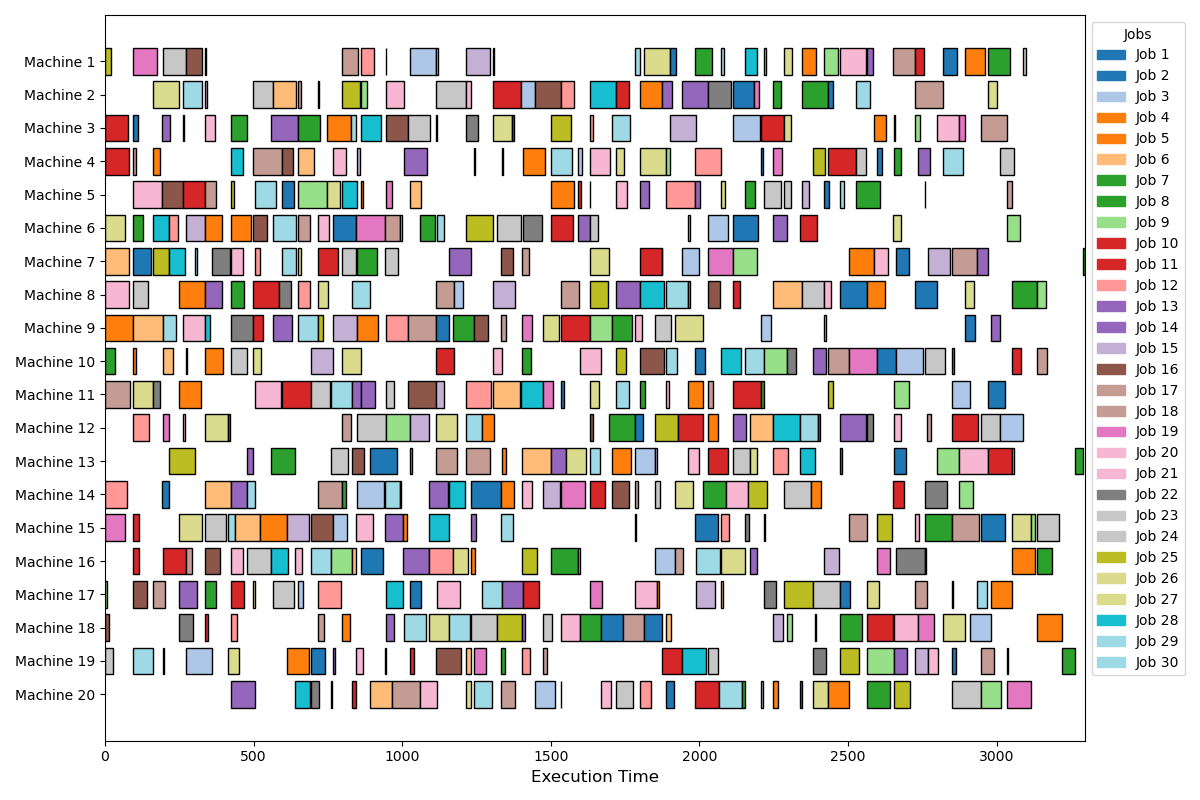 Machine 1
Machine 2
Machine 3
Machine 4
Machine 5
Machine 6
Machine 7
Machine 8
Machine 9
Machine 10
Machine 11
Machine 12
Machine 13
Machine 14
Machine 15
Machine 16
Machine 17
Machine 18
Machine 19
Machine 20
0 500 1000 1500 2000 2500 3000
Execution Time
Jobs
Job 1
Job 2
Job 3
Job 4
Job 5
Job 6
Job 7
Job 8
Job 9
Job 10
Job 11
Job 12
Job 13
Job 14
Job 15
Job 16
Job 17
Job 18
Job 19
Job 20
Job 21
Job 22
Job 23
Job 24
Job 25
Job 26
Job 27
Job 28
Job 29
Job 30